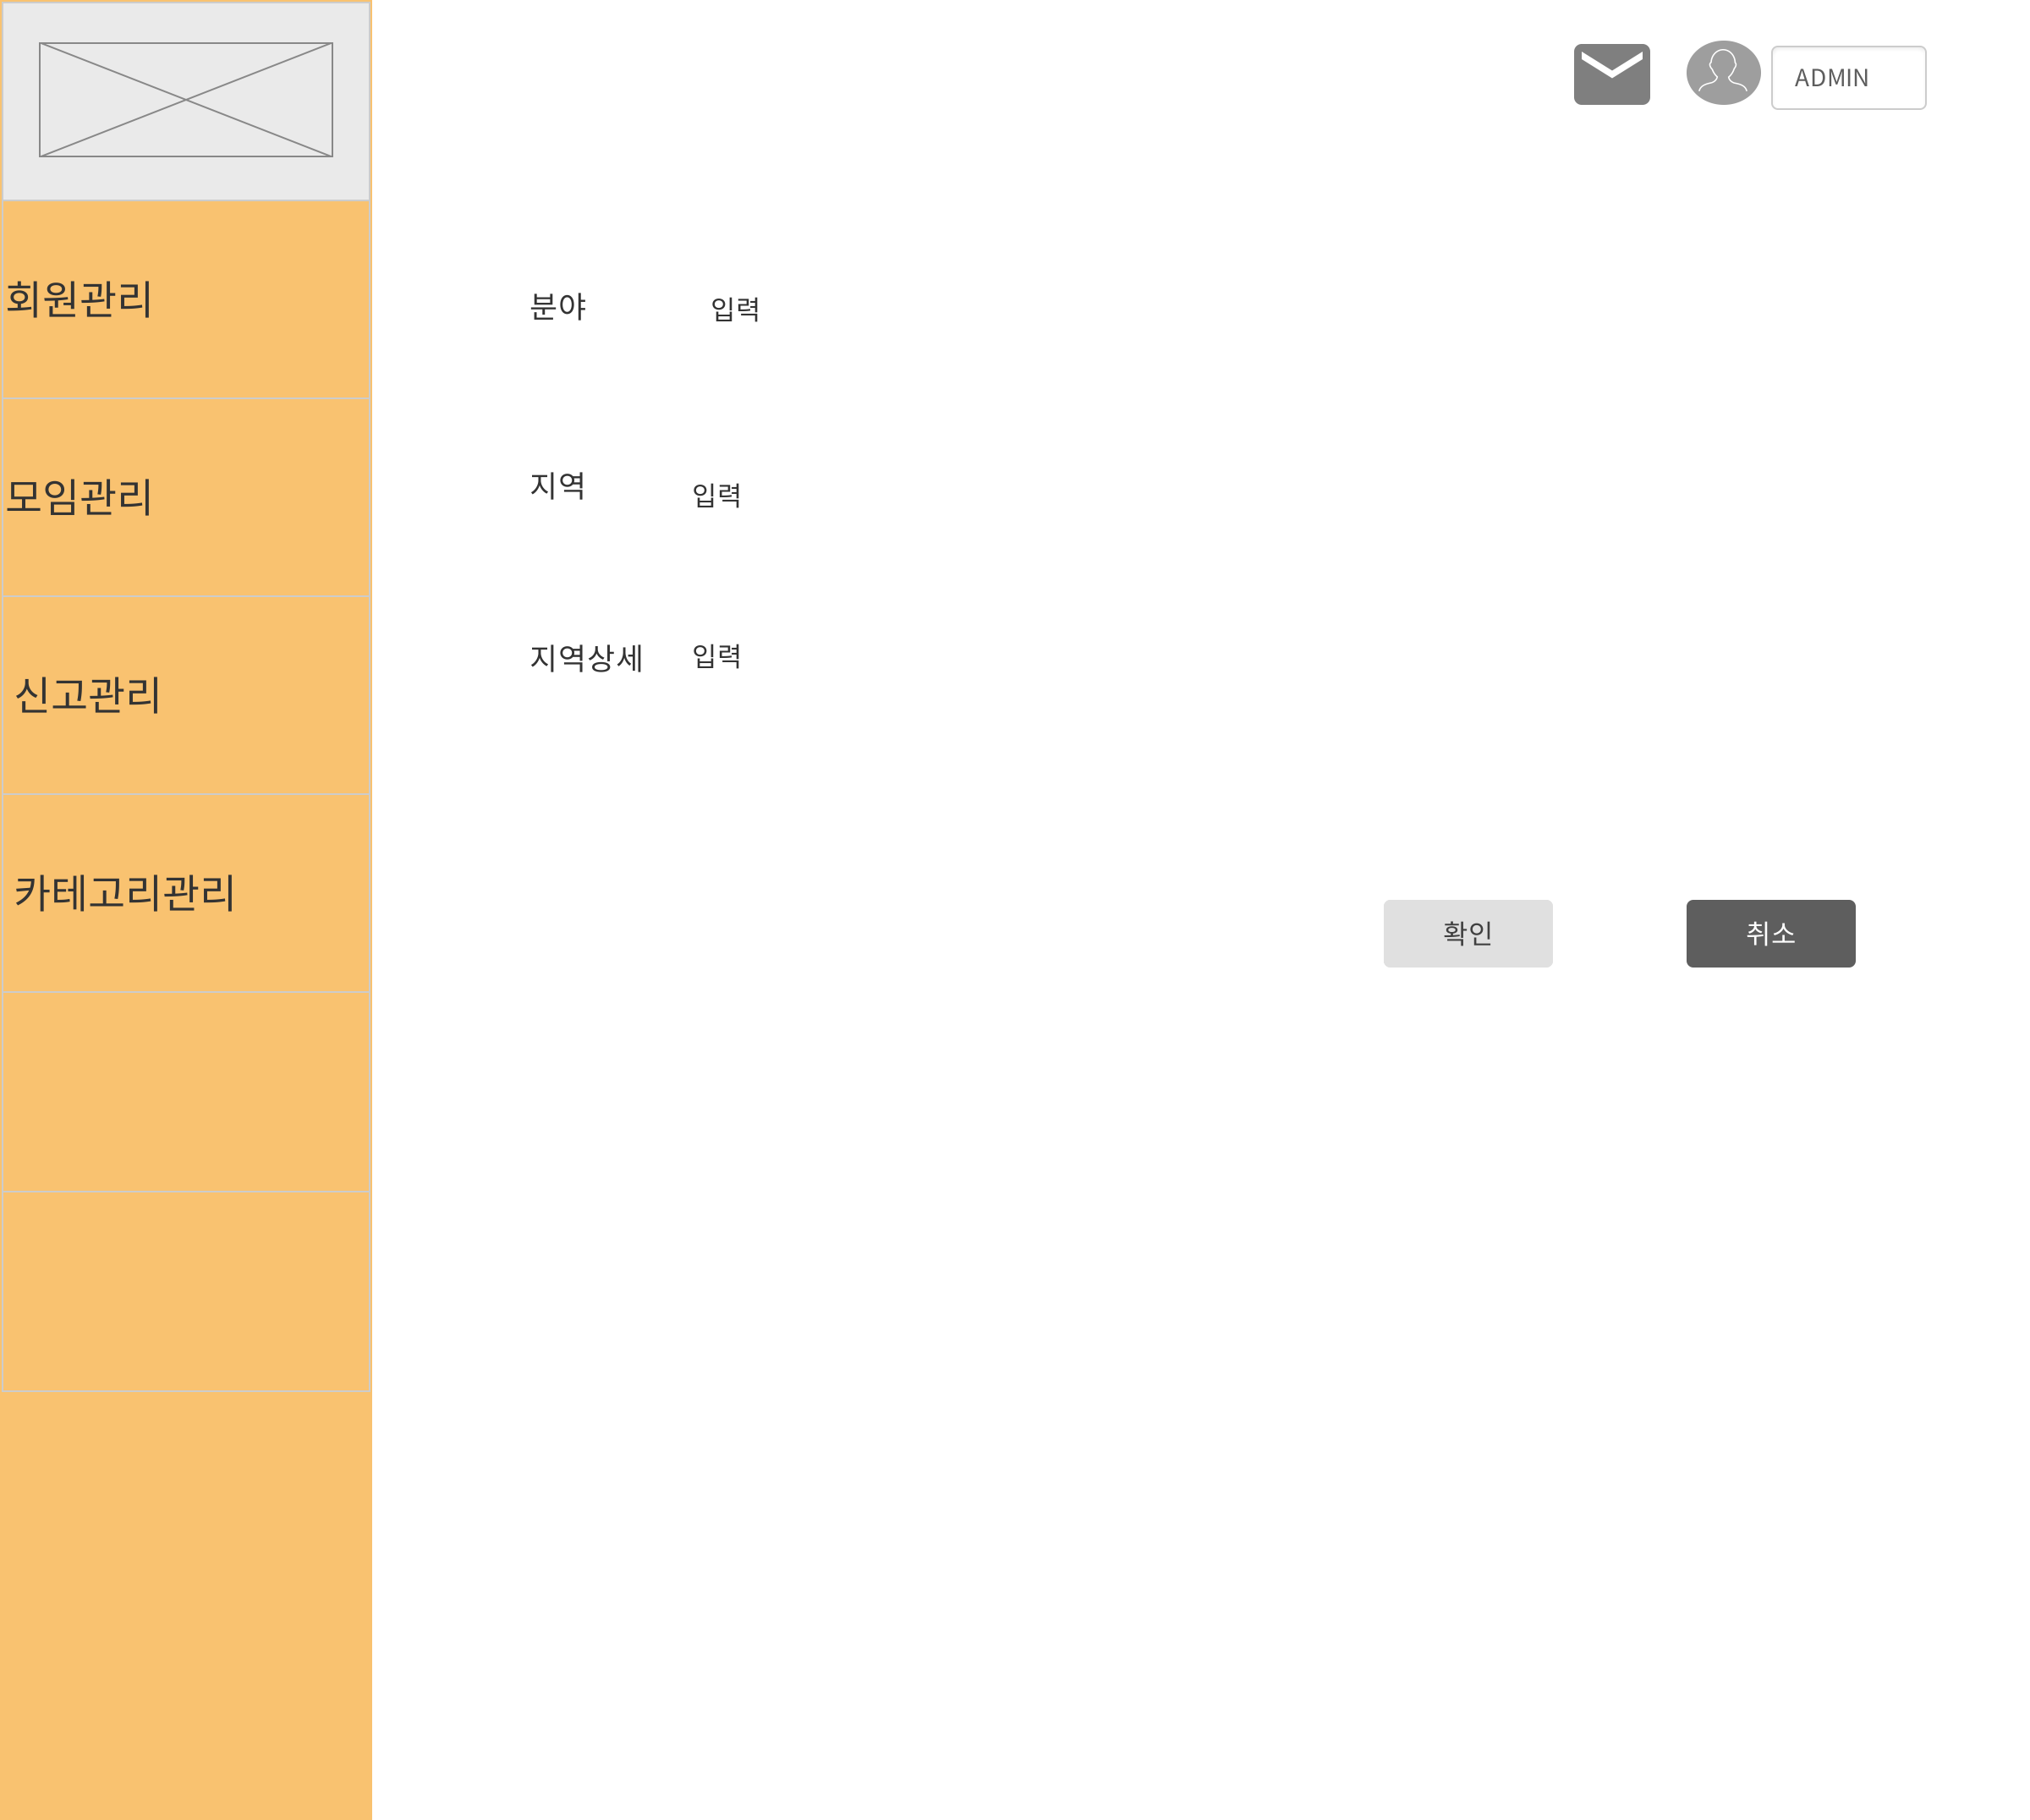 ADMIN
회원관리
분야 입력
모임관리
지역 입력
신고관리
지역상세 입력
카테고리관리
확인 취소